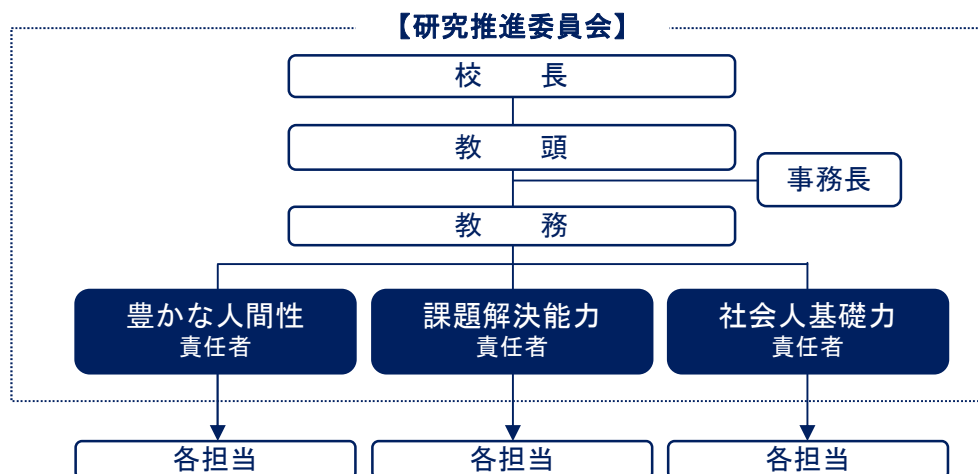 【研究推進委員会】
校　　長
教　　頭
事務長
教　　務
豊かな人間性
責任者
課題解決能力
責任者
社会人基礎力
責任者
各担当
各担当
各担当